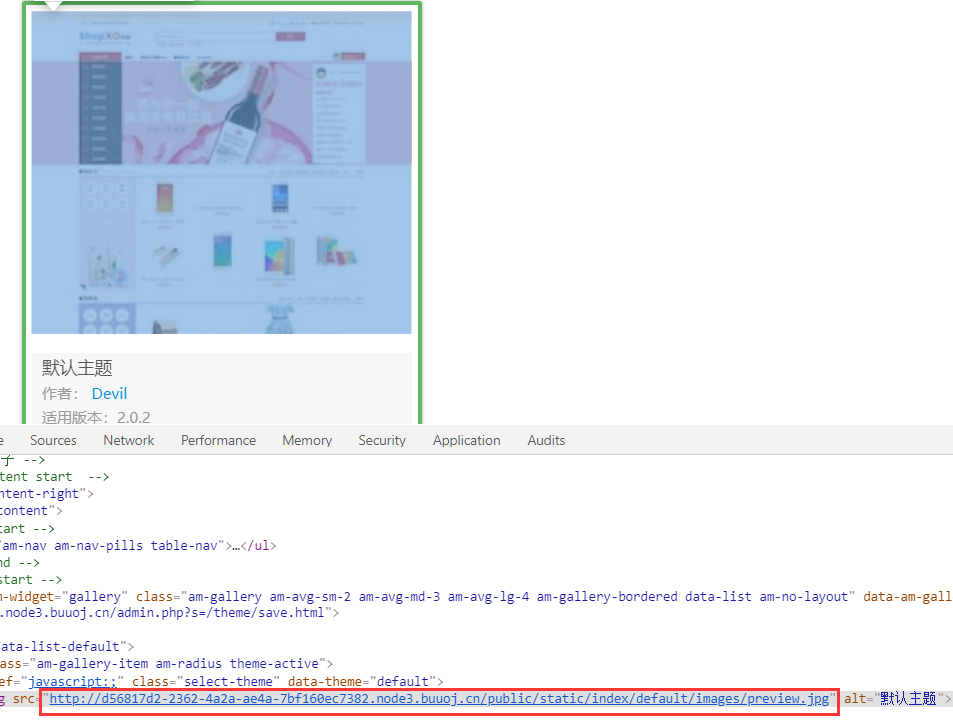 ShopXO
默认主题
作者： Devil
适用版本：2.0.2
e Sources Network Performance Memory Security Application Audits
子 -->
tent start -->
ntent-right">
content">
tart -->
"am-nav am-nav-pills table-nav">…</ul>
nd -->
start -->
m-widget="gallery" class="am-gallery am-avg-sm-2 am-avg-md-3 am-avg-lg-4 am-gallery-bordered data-list am-no-layout" data-am-gall
.node3.buuoj.cn/admin.php?s=/theme/save.html">
ata-list-default">
ass="am-gallery-item am-radius theme-active">
ef="javascript:;" class="select-theme" data-theme="default">
g src="http://d56817d2-2362-4a2a-ae4a-7bf160ec7382.node3.buuoj.cn/public/static/index/default/images/preview.jpg" alt="默认主题">